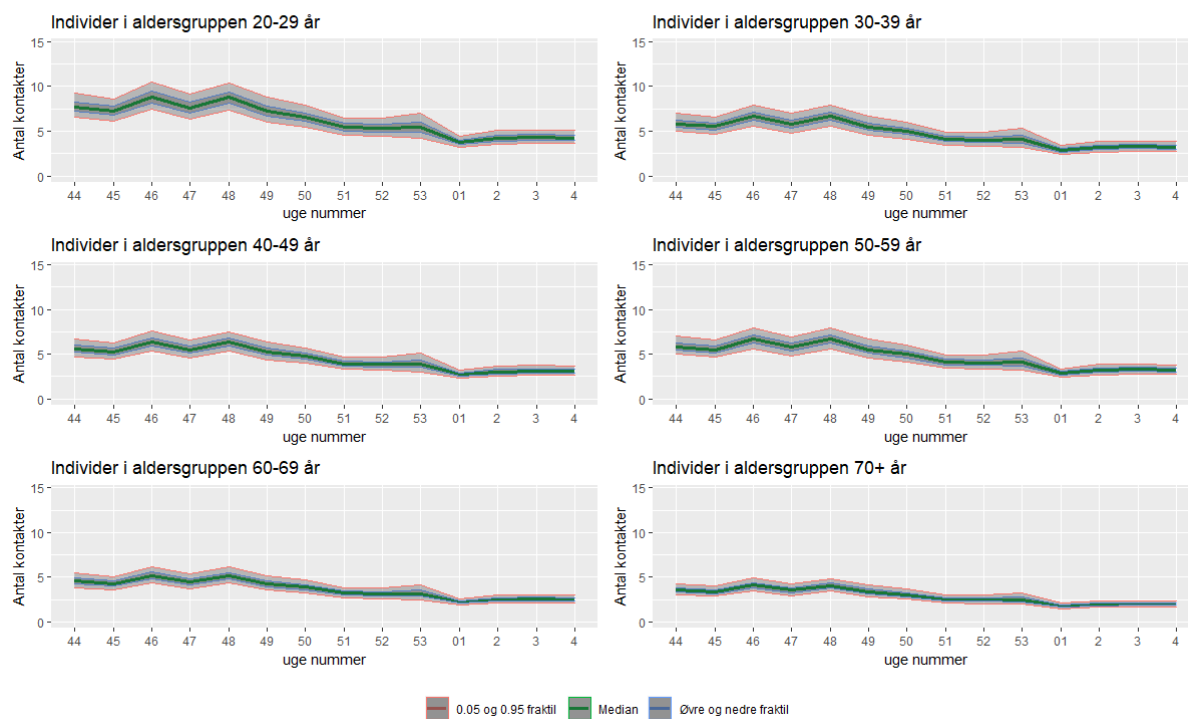 Individer i aldersgruppen 20-29 år
Antal kontakter
15
10
5
0
44 45 46 47 48 49 50 51 52 53 01 2 3 4
uge nummer
Individer i aldersgruppen 30-39 år
Antal kontakter
15
10
5
0
44 45 46 47 48 49 50 51 52 53 01 2 3 4
uge nummer
Individer i aldersgruppen 40-49 år
Antal kontakter
15
10
5
0
44 45 46 47 48 49 50 51 52 53 01 2 3 4
uge nummer
Individer i aldersgruppen 50-59 år
Antal kontakter
15
10
5
0
44 45 46 47 48 49 50 51 52 53 01 2 3 4
uge nummer
Individer i aldersgruppen 60-69 år
Antal kontakter
15
10
5
0
44 45 46 47 48 49 50 51 52 53 01 2 3 4
uge nummer
Individer i aldersgruppen 70+ år
Antal kontakter
15
10
5
0
44 45 46 47 48 49 50 51 52 53 01 2 3 4
uge nummer
0.05 og 0.95 fraktil Median Øvre og nedre fraktil